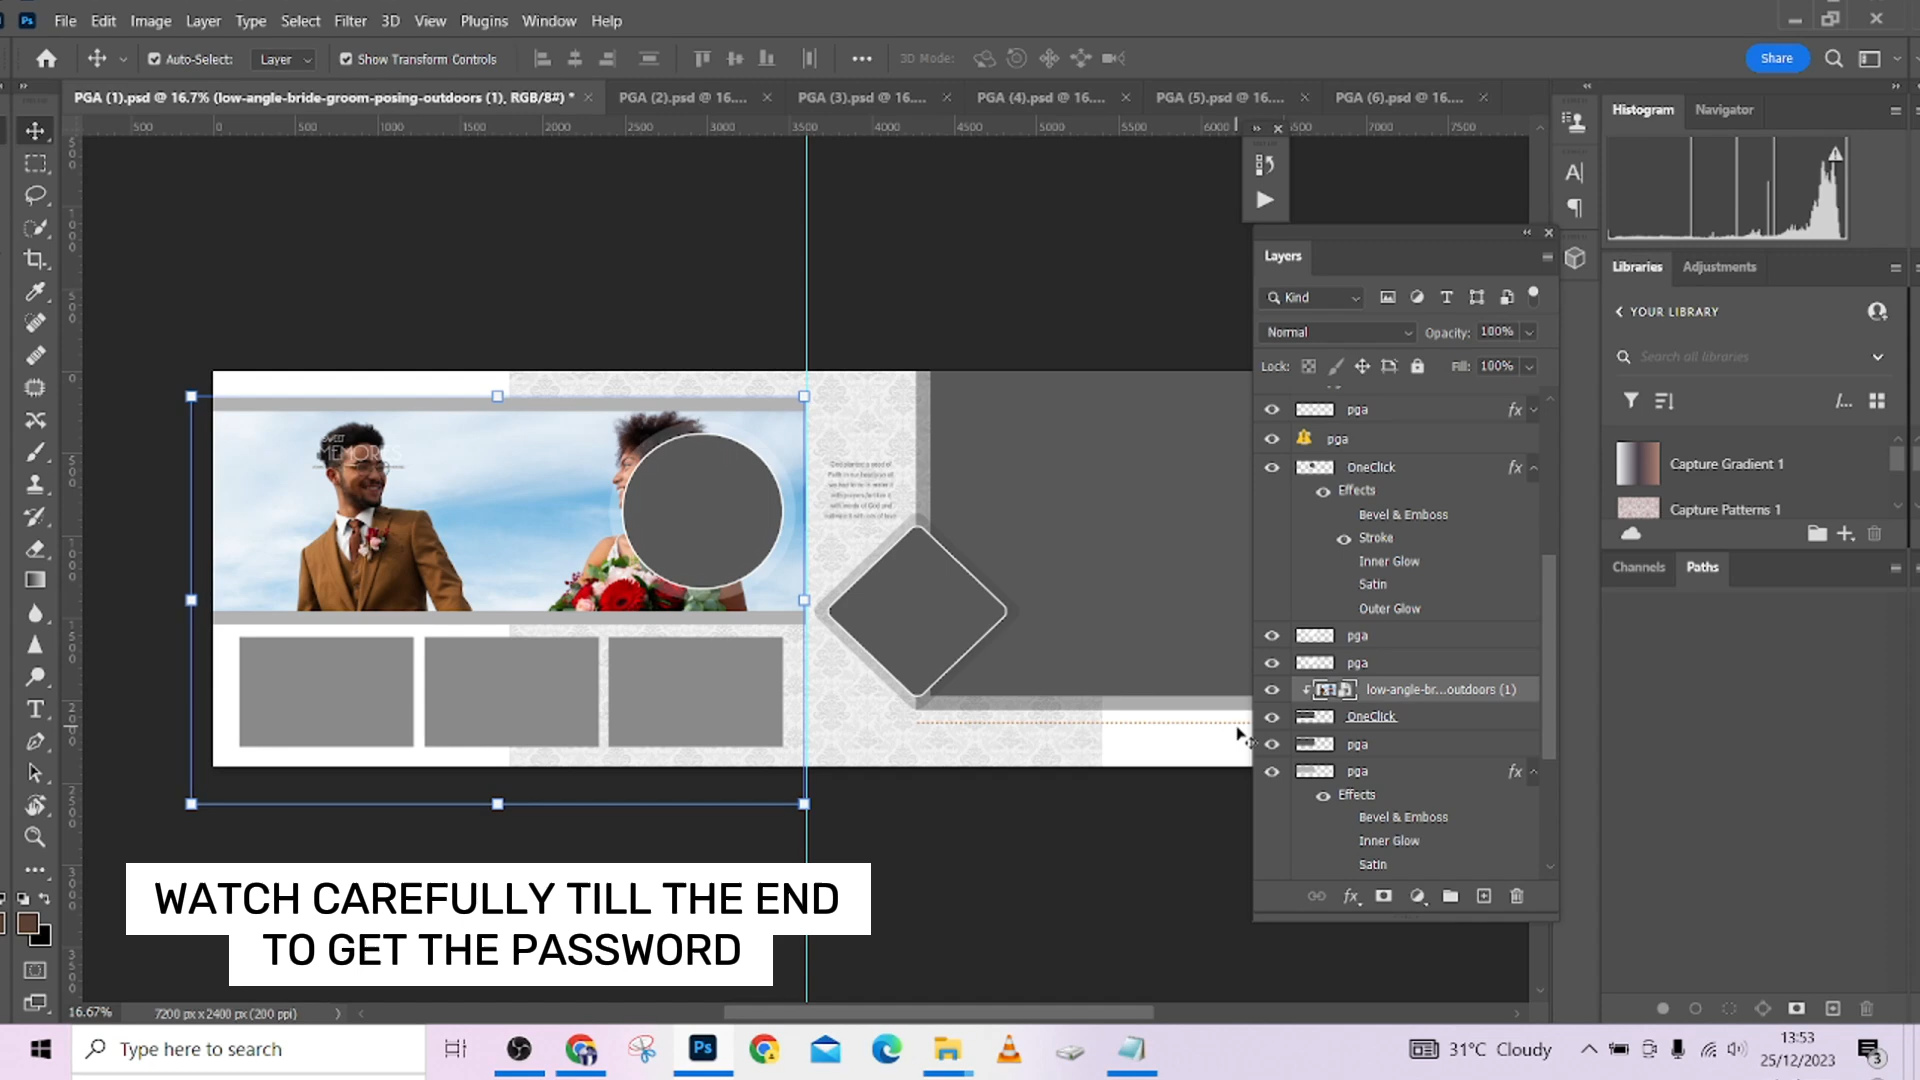 File Edit Image Layer Type Select Filter 3D View Plugins Window Help
Auto-Select: Layer Show Transform Controls 3D Mode: Share
PGA (1).psd @ 16.7% (low-angle-bride-groom-posing-outdoors (1), RGB/8#) *
PGA (2).psd @ 16....
PGA (3).psd @ 16....
PGA (4).psd @ 16....
PGA (5).psd @ 16....
PGA (6).psd @ 16....
500 0 500 1000 1500 2000 2500 3000 3500 4000 4500 5000 5500 6000 6500 7000 7500
Histogram Navigator
Layers
Kind
Normal Opacity: 100%
Lock: Fill: 100%
pga fx
pga
OneClick fx
Effects
Bevel & Emboss
Stroke
Inner Glow
Satin
Outer Glow
pga
pga
low-angle-br...outdoors (1)
OneClick
pga
pga fx
Effects
Bevel & Emboss
Inner Glow
Satin
fx
Libraries Adjustments
YOUR LIBRARY
Search all libraries
Capture Gradient 1
Capture Patterns 1
Channels Paths
SWEET
MEMORIES
WATCH CAREFULLY TILL THE END
TO GET THE PASSWORD
16.67% 7200 px x 2400 px (200 ppi)
Type here to search
Ps
31°C Cloudy
13:53
25/12/2023
3